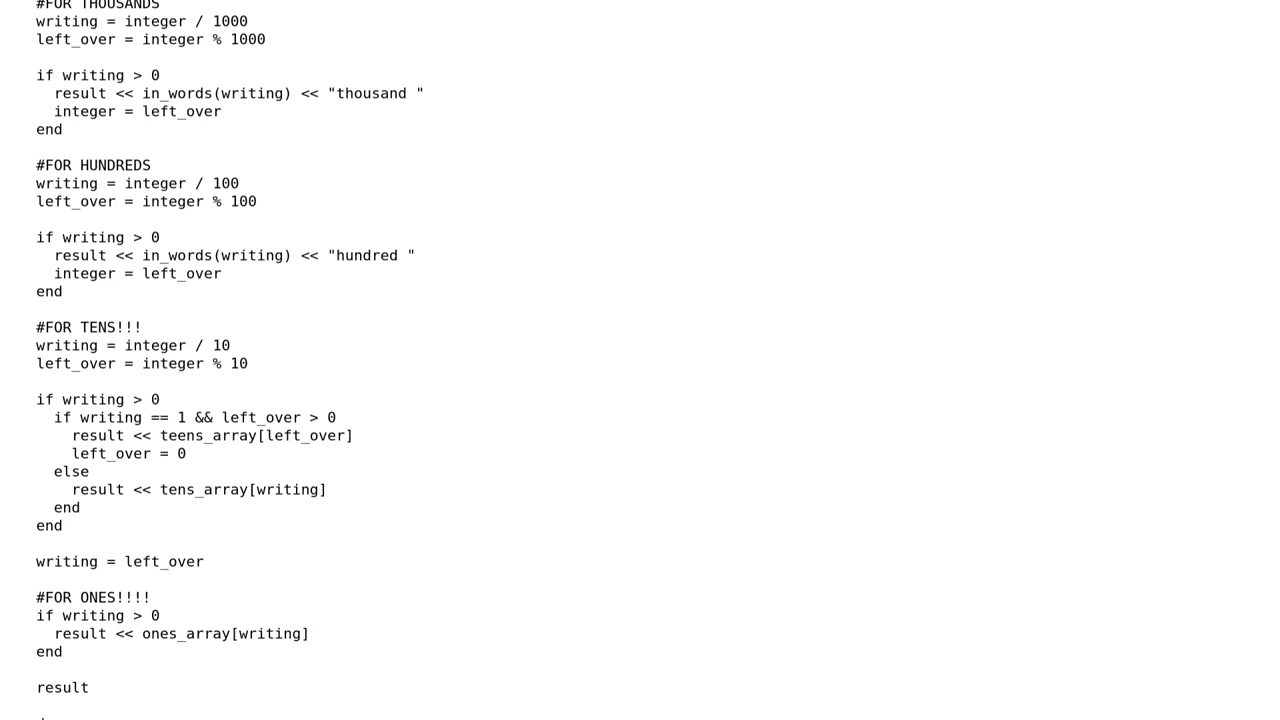 #FOR THOUSANDS
writing = integer / 1000
left_over = integer % 1000
if writing > 0
  result << in_words(writing) << "thousand "
  integer = left_over
end
#FOR HUNDREDS
writing = integer / 100
left_over = integer % 100
if writing > 0
  result << in_words(writing) << "hundred "
  integer = left_over
end
#FOR TENS!!!
writing = integer / 10
left_over = integer % 10
if writing > 0
  if writing == 1 && left_over > 0
    result << teens_array[left_over]
    left_over = 0
  else
    result << tens_array[writing]
  end
end
writing = left_over
#FOR ONES!!!!
if writing > 0
  result << ones_array[writing]
end
result